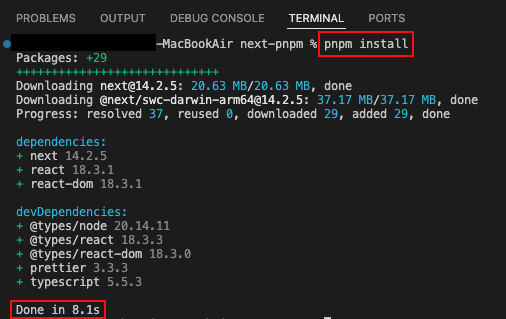 PROBLEMS OUTPUT DEBUG CONSOLE TERMINAL PORTS
-MacBookAir next-pnpm % pnpm install
Packages: +29
+++++++++++++++++++++++++++++
Downloading next@14.2.5: 20.63 MB/20.63 MB, done
Downloading @next/swc-darwin-arm64@14.2.5: 37.17 MB/37.17 MB, done
Progress: resolved 37, reused 0, downloaded 29, added 29, done
dependencies:
+ next 14.2.5
+ react 18.3.1
+ react-dom 18.3.1
devDependencies:
+ @types/node 20.14.11
+ @types/react 18.3.3
+ @types/react-dom 18.3.0
+ prettier 3.3.3
+ typescript 5.5.3
Done in 8.1s